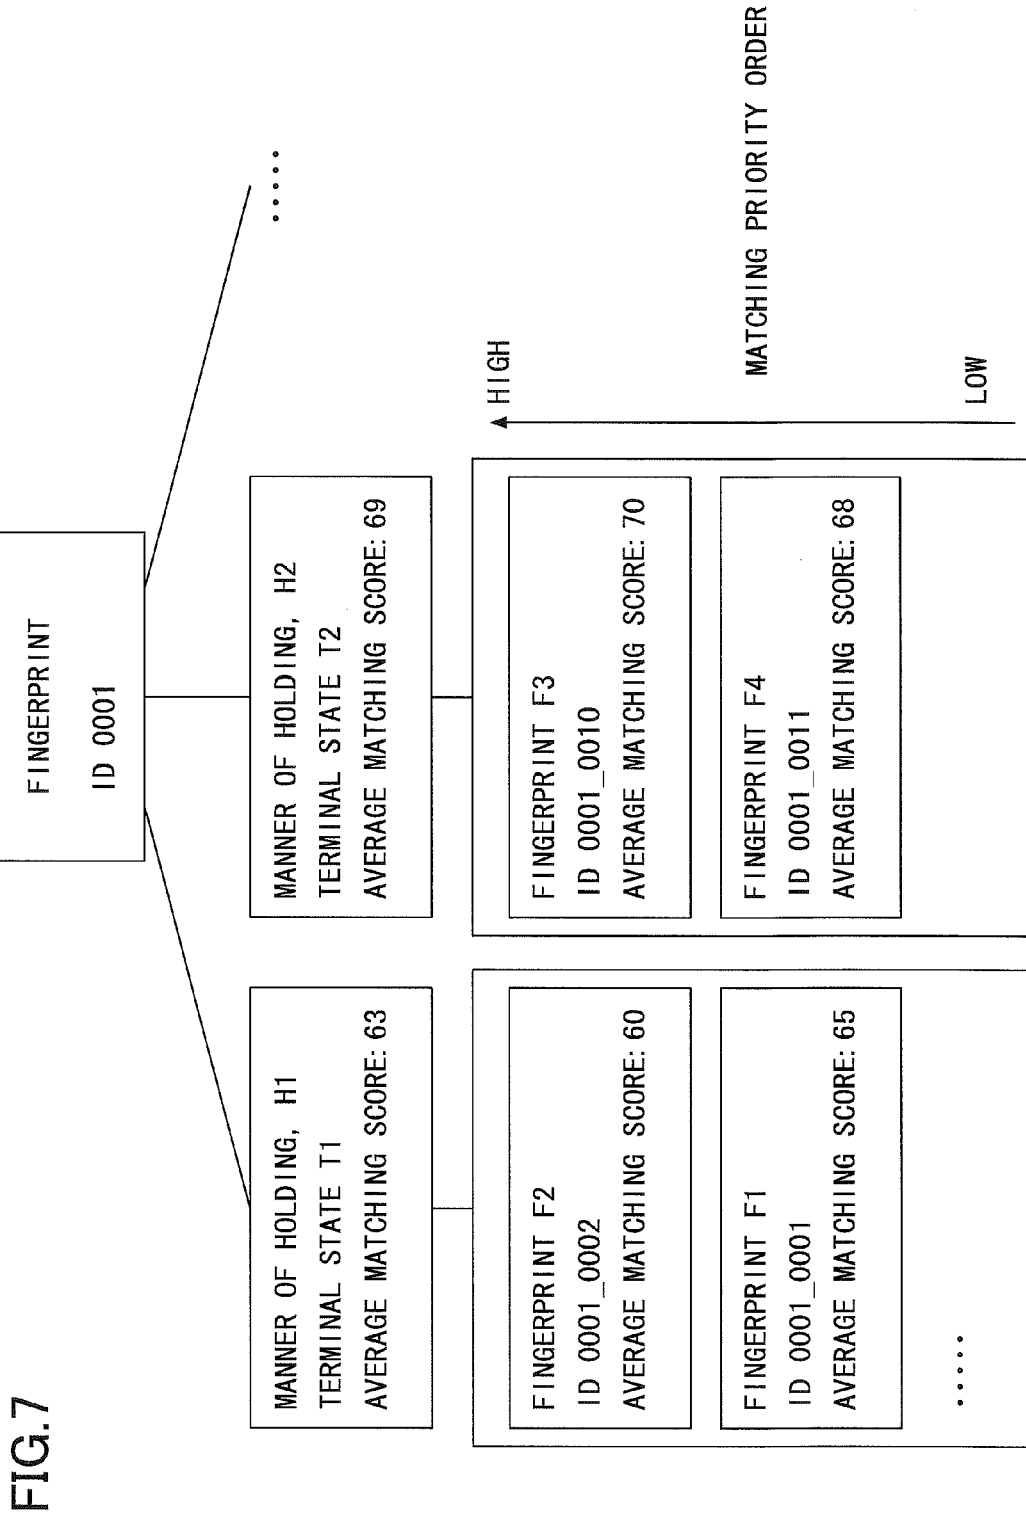 FIG.7
FINGERPRINT
ID 0001
MANNER OF HOLDING, H1
TERMINAL STATE T1
AVERAGE MATCHING SCORE: 63
MANNER OF HOLDING, H2
TERMINAL STATE T2
AVERAGE MATCHING SCORE: 69
.....
FINGERPRINT F2
ID 0001_0002
AVERAGE MATCHING SCORE: 60
FINGERPRINT F1
ID 0001_0001
AVERAGE MATCHING SCORE: 65
.....
FINGERPRINT F3
ID 0001_0010
AVERAGE MATCHING SCORE: 70
FINGERPRINT F4
ID 0001_0011
AVERAGE MATCHING SCORE: 68
HIGH
MATCHING PRIORITY ORDER
LOW